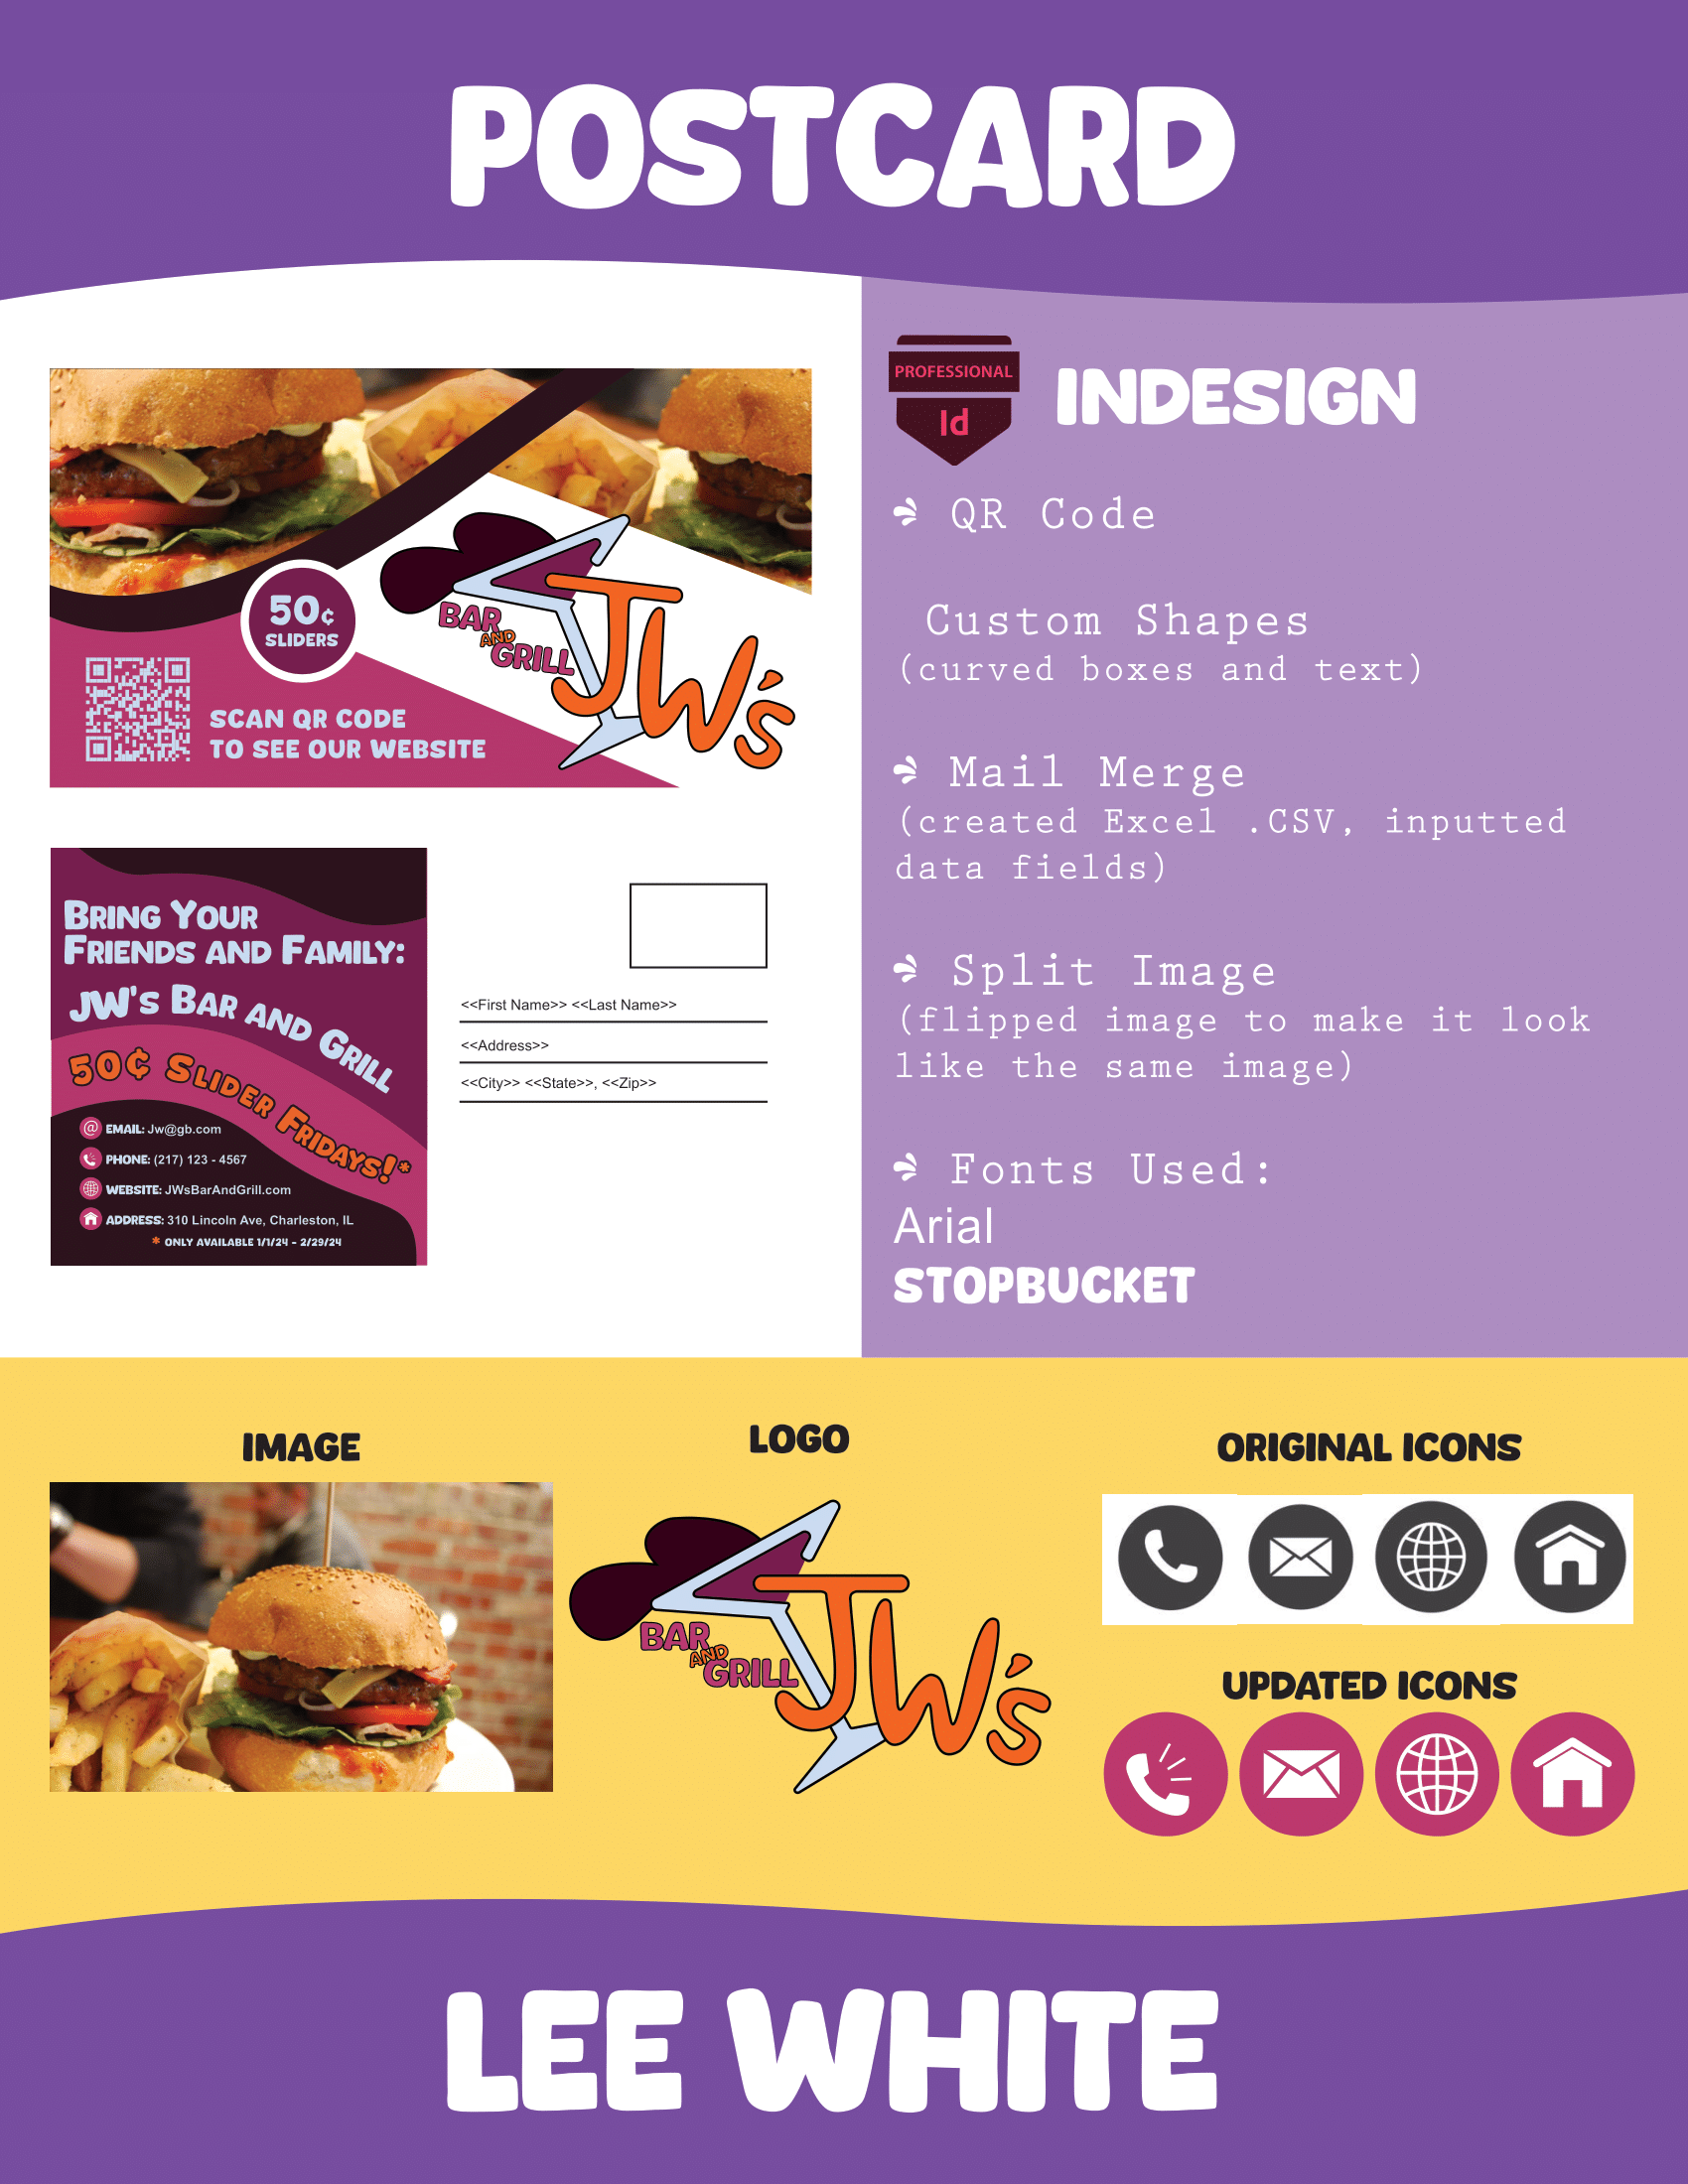 POSTCARD
50¢
SLIDERS
BAR
AND
GRILL
JW's
SCAN QR CODE
TO SEE OUR WEBSITE
BRING YOUR
FRIENDS AND FAMILY:
JW'S BAR AND GRILL
50¢ SLIDER FRIDAYS!*
@ EMAIL: Jw@gb.com
PHONE: (217) 123 - 4567
WEBSITE: JWsBarAndGrill.com
ADDRESS: 310 Lincoln Ave, Charleston, IL
* ONLY AVAILABLE 1/1/24 - 2/29/24
<<First Name>> <<Last Name>>
<<Address>>
<<City>> <<State>>, <<Zip>>
PROFESSIONAL
Id
INDESIGN
QR Code
Custom Shapes
(curved boxes and text)
Mail Merge
(created Excel .CSV, inputted
data fields)
Split Image
(flipped image to make it look
like the same image)
Fonts Used:
Arial
STOPBUCKET
IMAGE
LOGO
BAR
AND
GRILL
JW's
ORIGINAL ICONS
UPDATED ICONS
LEE WHITE